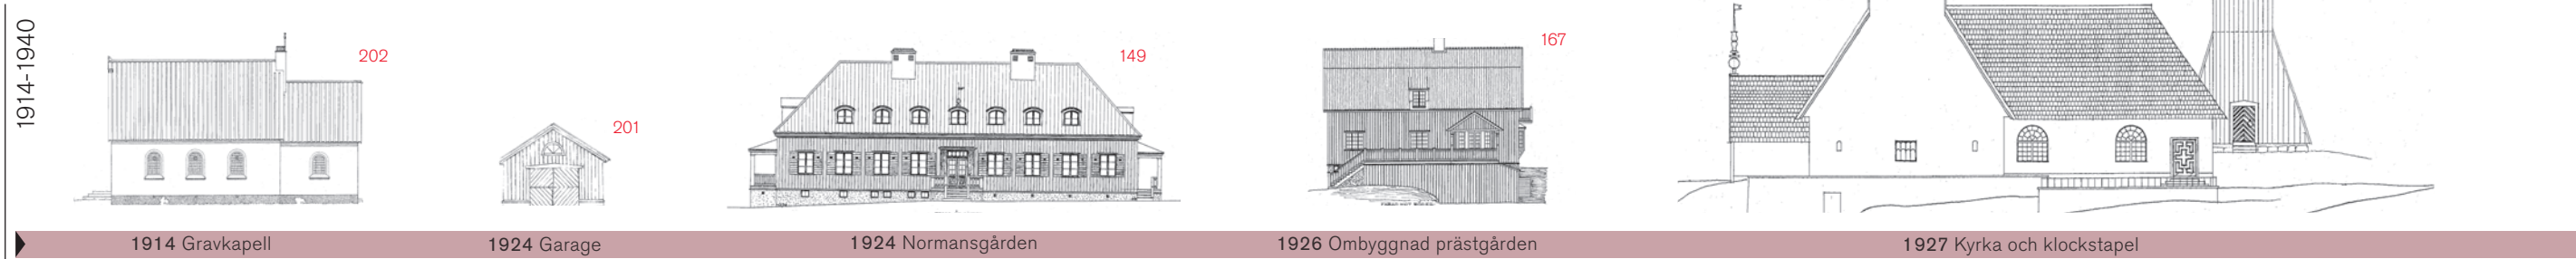 1914-1940
202
201
149
167
1914 Gravkapell
1924 Garage
1924 Normansgården
1926 Ombyggnad prästgården
1927 Kyrka och klockstapel